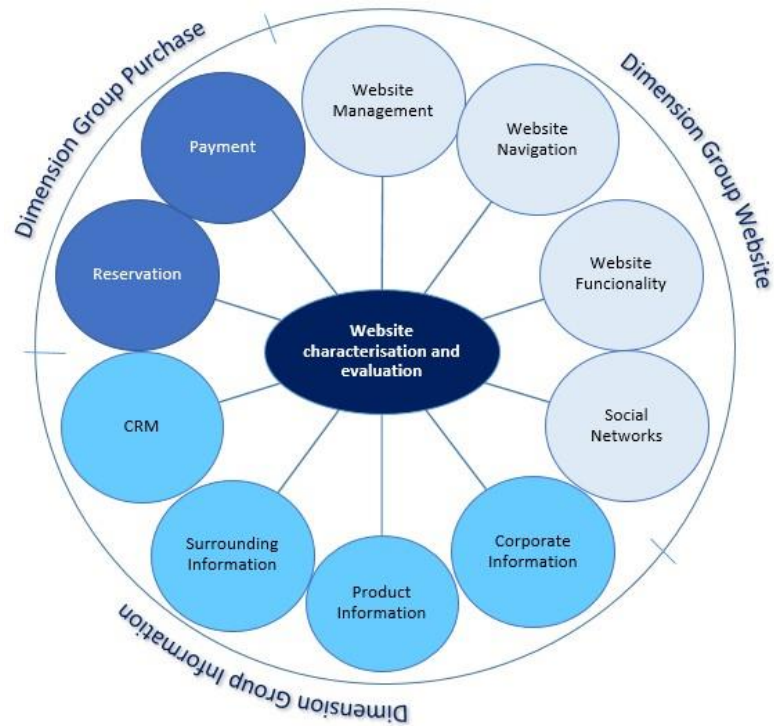 Dimension Group Purchase
Dimension Group Website
Website
Management
Website
Navigation
Payment
Reservation
Website
Funcionality
Website
characterisation and
evaluation
CRM
Social
Networks
Surrounding
Information
Product
Information
Corporate
Information
Dimension Group Information